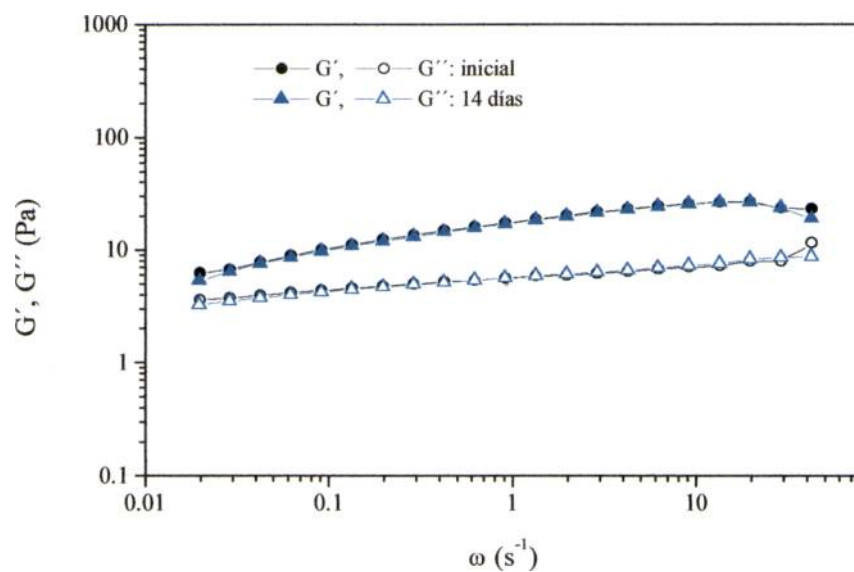 1000
100
10
1
0.1
G´, G´´ (Pa)
G´, G´´: inicial
G´, G´´: 14 días
0.01 0.1 1 10
ω (s⁻¹)